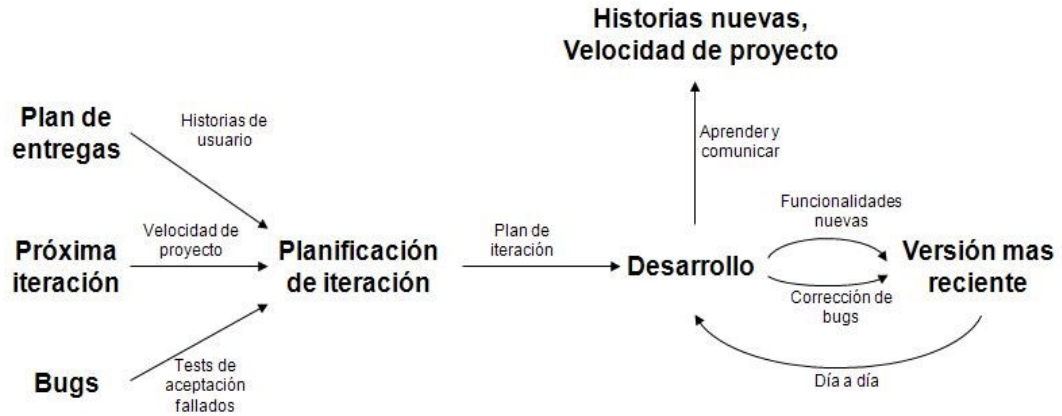 Historias nuevas,
Velocidad de proyecto
Plan de
entregas
Historias de
usuario
Aprender y
comunicar
Próxima
iteración
Velocidad de
proyecto
Planificación
de iteración
Plan de
iteración
Desarrollo
Funcionalidades
nuevas
Corrección de
bugs
Versión mas
reciente
Bugs
Tests de
aceptación
fallados
Día a día